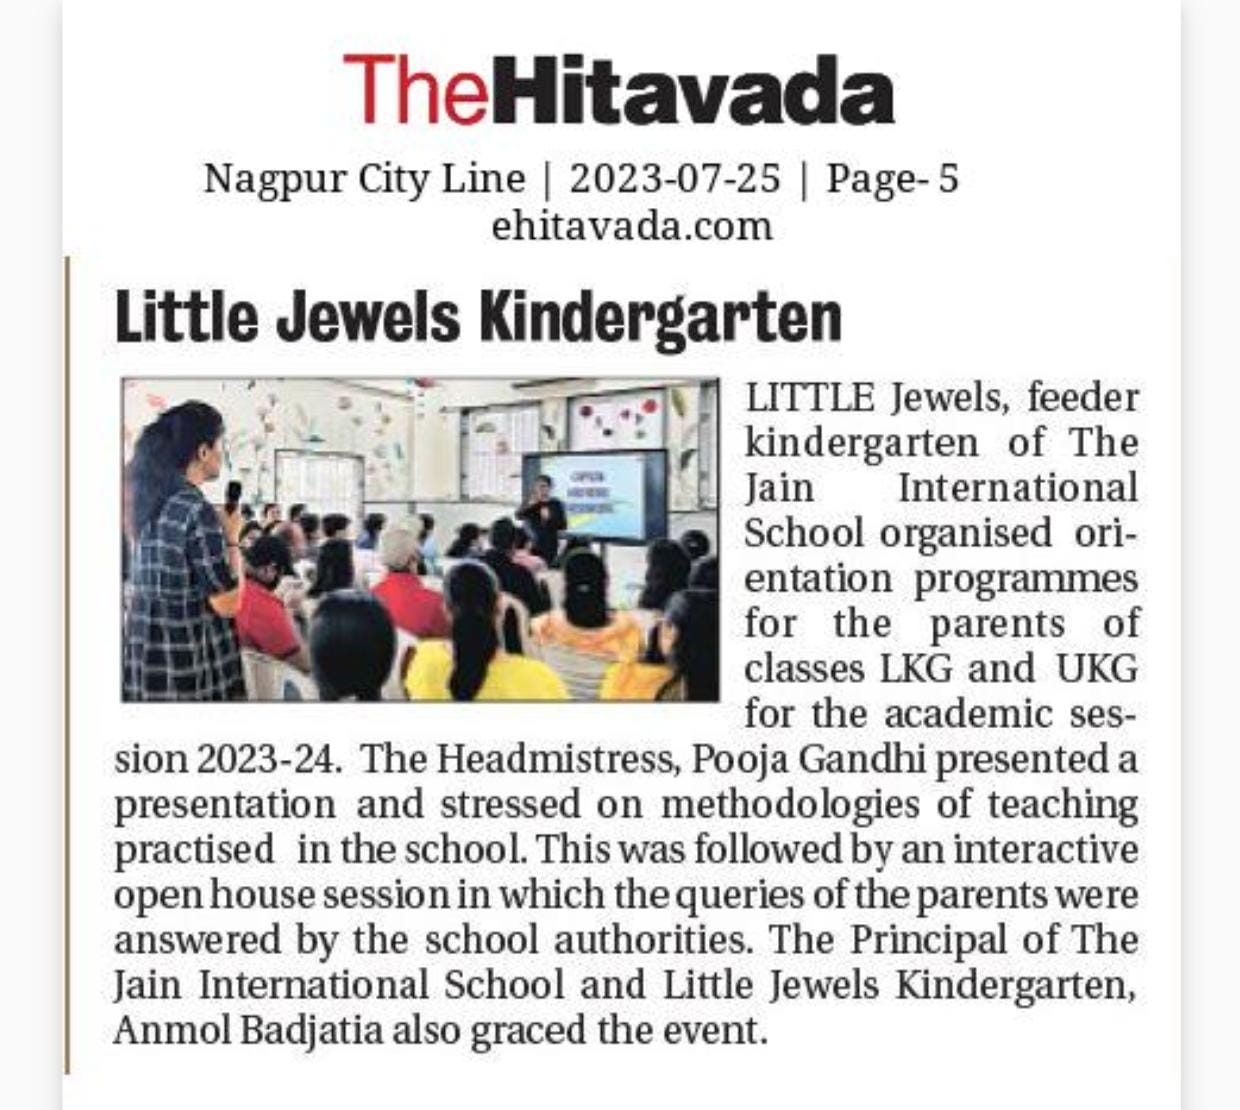 TheHitavada
Nagpur City Line | 2023-07-25 | Page- 5
ehitavada.com
Little Jewels Kindergarten
LITTLE Jewels, feeder
kindergarten of The
Jain International
School organised ori-
entation programmes
for the parents of
classes LKG and UKG
for the academic ses-
sion 2023-24. The Headmistress, Pooja Gandhi presented a
presentation and stressed on methodologies of teaching
practised in the school. This was followed by an interactive
open house session in which the queries of the parents were
answered by the school authorities. The Principal of The
Jain International School and Little Jewels Kindergarten,
Anmol Badjatia also graced the event.